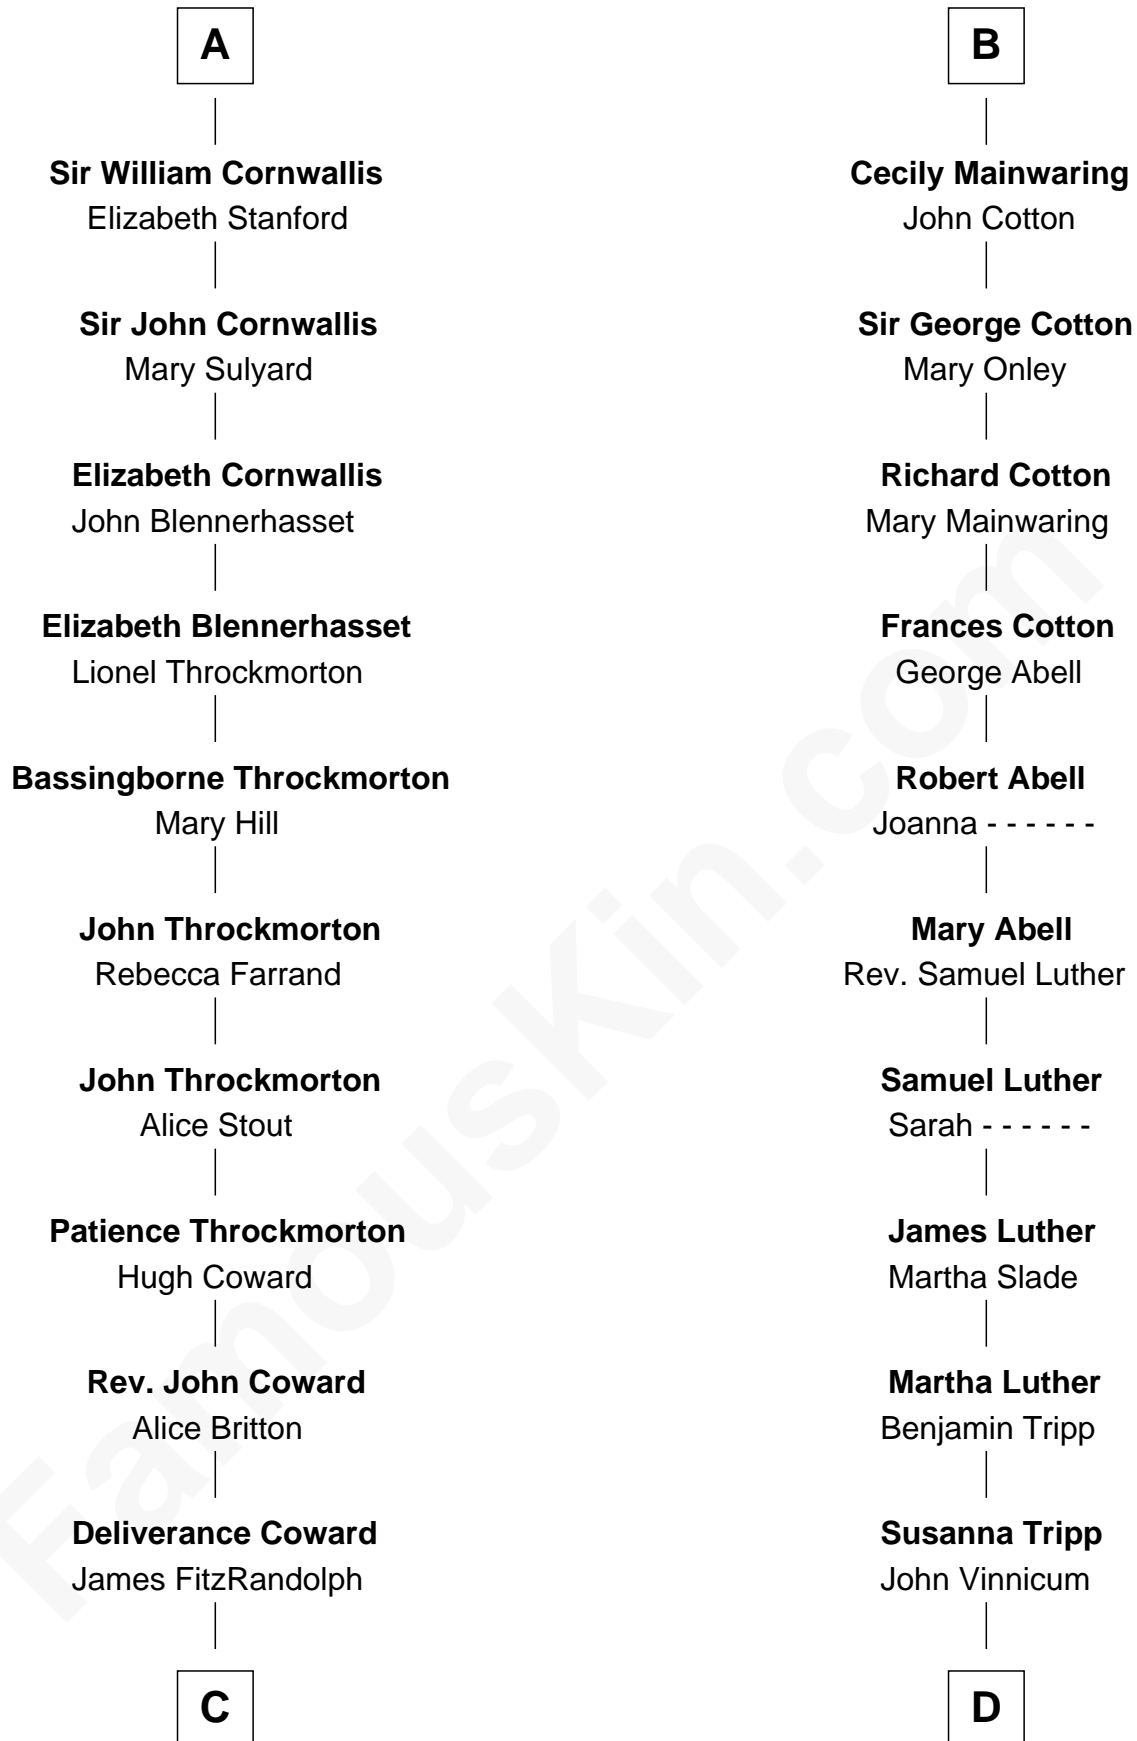 A
Sir William Cornwallis
Elizabeth Stanford
Sir John Cornwallis
Mary Sulyard
Elizabeth Cornwallis
John Blennerhasset
Elizabeth Blennerhasset
Lionel Throckmorton
Bassingborne Throckmorton
Mary Hill
John Throckmorton
Rebecca Farrand
John Throckmorton
Alice Stout
Patience Throckmorton
Hugh Coward
Rev. John Coward
Alice Britton
Deliverance Coward
James FitzRandolph
C
B
Cecily Mainwaring
John Cotton
Sir George Cotton
Mary Onley
Richard Cotton
Mary Mainwaring
Frances Cotton
George Abell
Robert Abell
Joanna - - - - - -
Mary Abell
Rev. Samuel Luther
Samuel Luther
Sarah - - - - - -
James Luther
Martha Slade
Martha Luther
Benjamin Tripp
Susanna Tripp
John Vinnicum
D
FamousKin.com